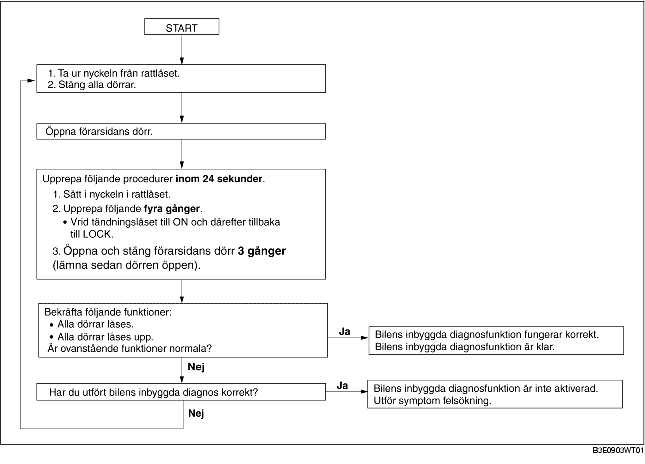 START
1. Ta ur nyckeln från rattlåset.
2. Stäng alla dörrar.
Öppna förarsidans dörr.
Upprepa följande procedurer inom 24 sekunder.
1. Sätt i nyckeln i rattlåset.
2. Upprepa följande fyra gånger.
• Vrid tändningslåset till ON och därefter tillbaka
till LOCK.
3. Öppna och stäng förarsidans dörr 3 gånger
(lämna sedan dörren öppen).
Bekräfta följande funktioner:
• Alla dörrar låses.
• Alla dörrar låses upp.
Är ovanstående funktioner normala?
Ja
Bilens inbyggda diagnosfunktion fungerar korrekt.
Bilens inbyggda diagnosfunktion är klar.
Nej
Har du utfört bilens inbyggda diagnos korrekt?
Ja
Bilens inbyggda diagnosfunktion är inte aktiverad.
Utför symptom felsökning.
Nej
B3E0903WT01